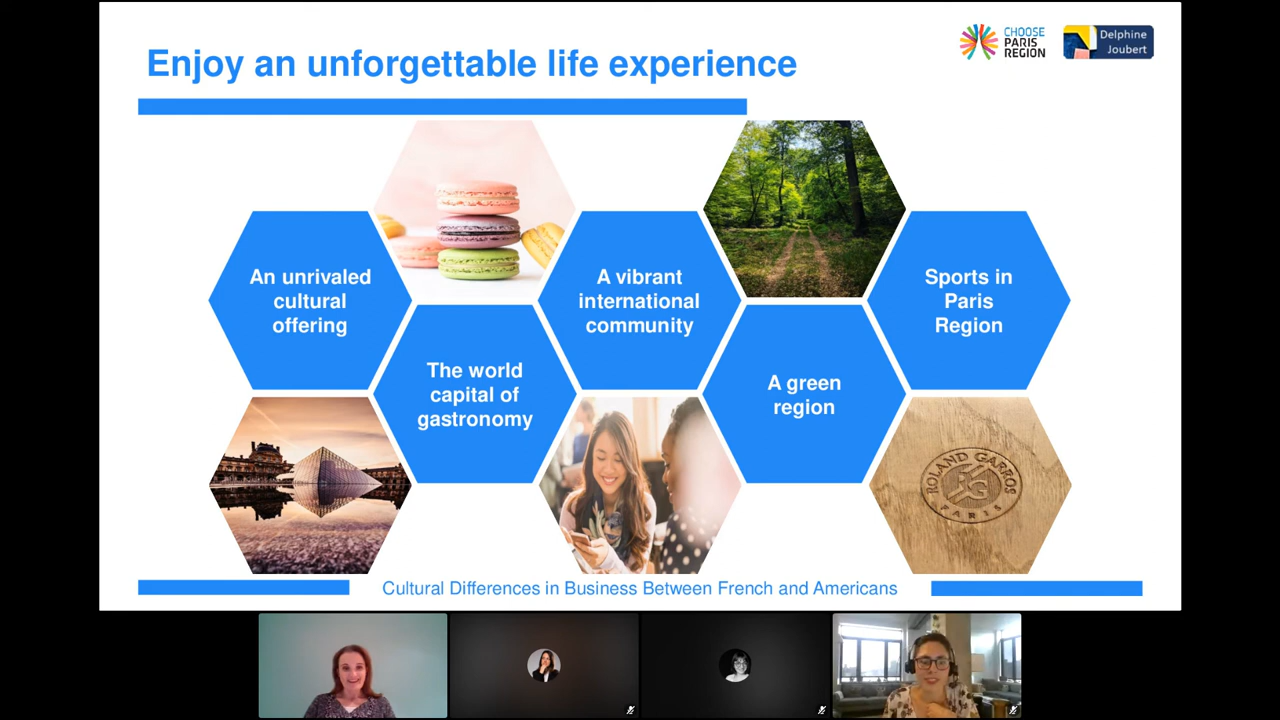 Enjoy an unforgettable life experience
CHOOSE
PARIS
REGION
Delphine
Joubert
An unrivaled
cultural
offering
The world
capital of
gastronomy
A vibrant
international
community
A green
region
Sports in
Paris
Region
ROLAND GARROS
RG
PARIS
Cultural Differences in Business Between French and Americans